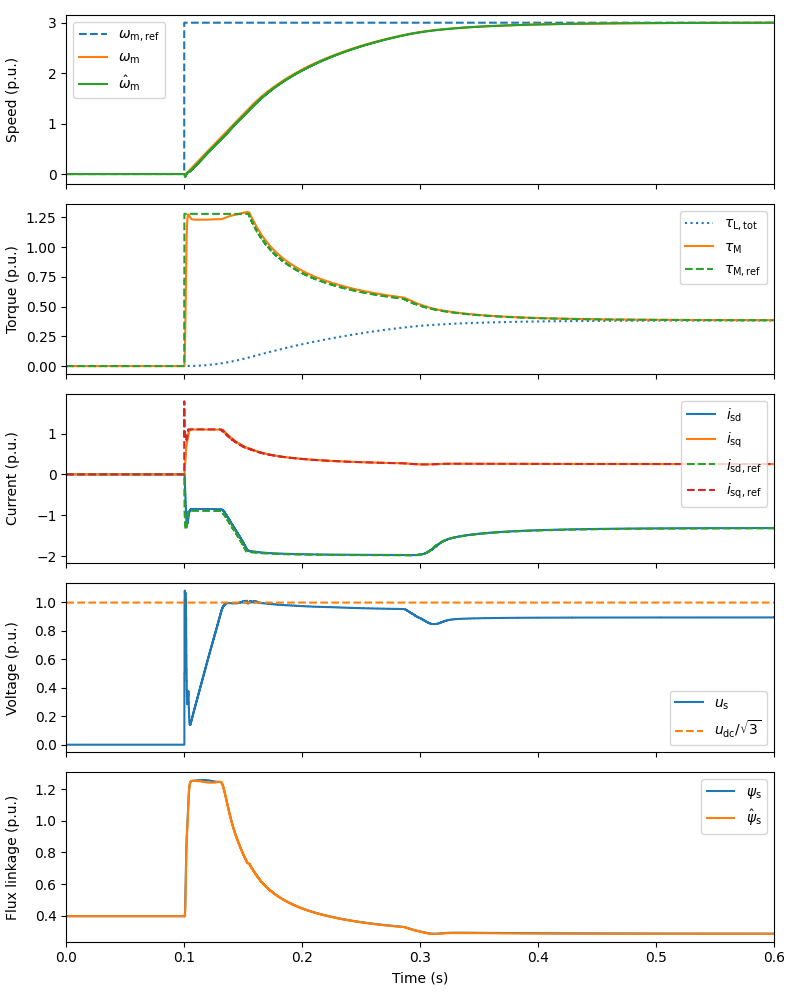 Speed (p.u.)
3
2
1
0
ω_m,ref
ω_m
ω̂_m
Torque (p.u.)
1.25
1.00
0.75
0.50
0.25
0.00
τ_L,tot
τ_M
τ_M,ref
Current (p.u.)
1
0
−1
−2
i_sd
i_sq
i_sd,ref
i_sq,ref
Voltage (p.u.)
1.0
0.8
0.6
0.4
0.2
0.0
u_s
u_dc/√3
Flux linkage (p.u.)
1.2
1.0
0.8
0.6
0.4
ψ_s
ψ̂_s
0.0 0.1 0.2 0.3 0.4 0.5 0.6
Time (s)